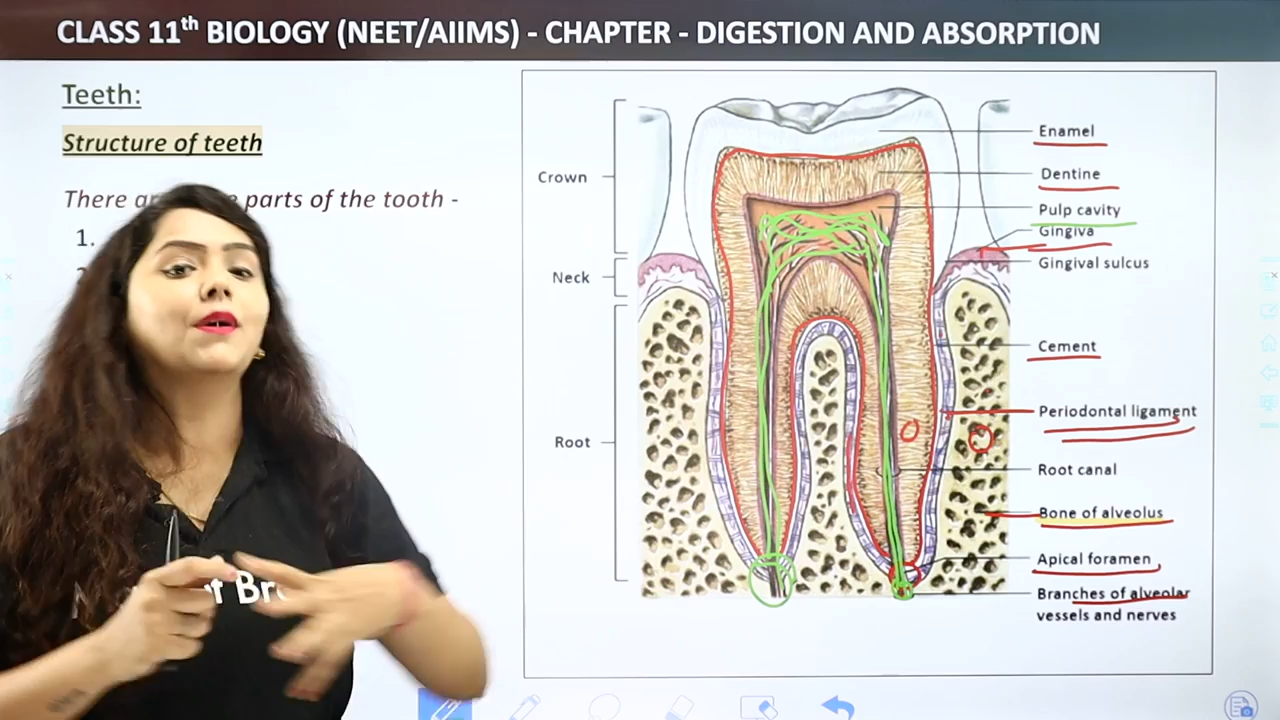 CLASS 11th BIOLOGY (NEET/AIIMS) - CHAPTER - DIGESTION AND ABSORPTION
Teeth:
Structure of teeth
There parts of the tooth -
1.
Crown
Neck
Root
Enamel
Dentine
Pulp cavity
Gingiva
Gingival sulcus
Cement
Periodontal ligament
Root canal
Bone of alveolus
Apical foramen
Branches of alveolar
vessels and nerves